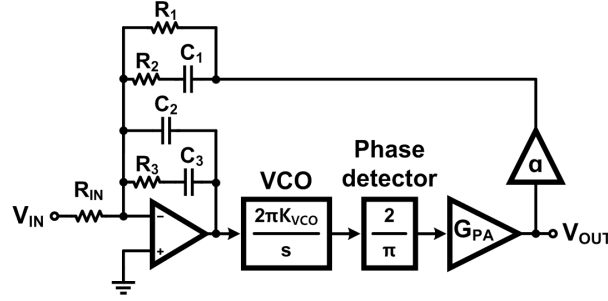 R1
R2
C1
C2
R3
C3
RIN
VIN
−
+
VCO
2πKVCO
s
Phase
detector
2
π
GPA
α
VOUT